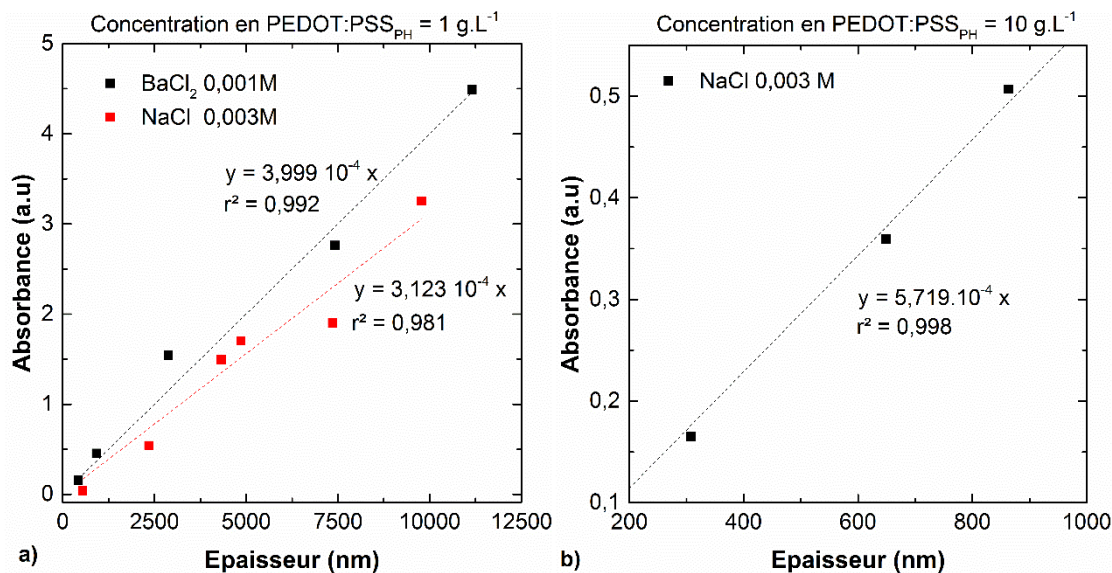 Concentration en PEDOT:PSS_PH = 1 g.L⁻¹
5
4
3
2
1
0
Absorbance (a.u)
BaCl₂ 0,001M
NaCl 0,003M
y = 3,999 10⁻⁴ x
r² = 0,992
y = 3,123 10⁻⁴ x
r² = 0,981
0 2500 5000 7500 10000 12500
a)
Epaisseur (nm)
Concentration en PEDOT:PSS_PH = 10 g.L⁻¹
0,5
0,4
0,3
0,2
0,1
Absorbance (a.u)
NaCl 0,003 M
y = 5,719.10⁻⁴ x
r² = 0,998
200 400 600 800 1000
b)
Epaisseur (nm)